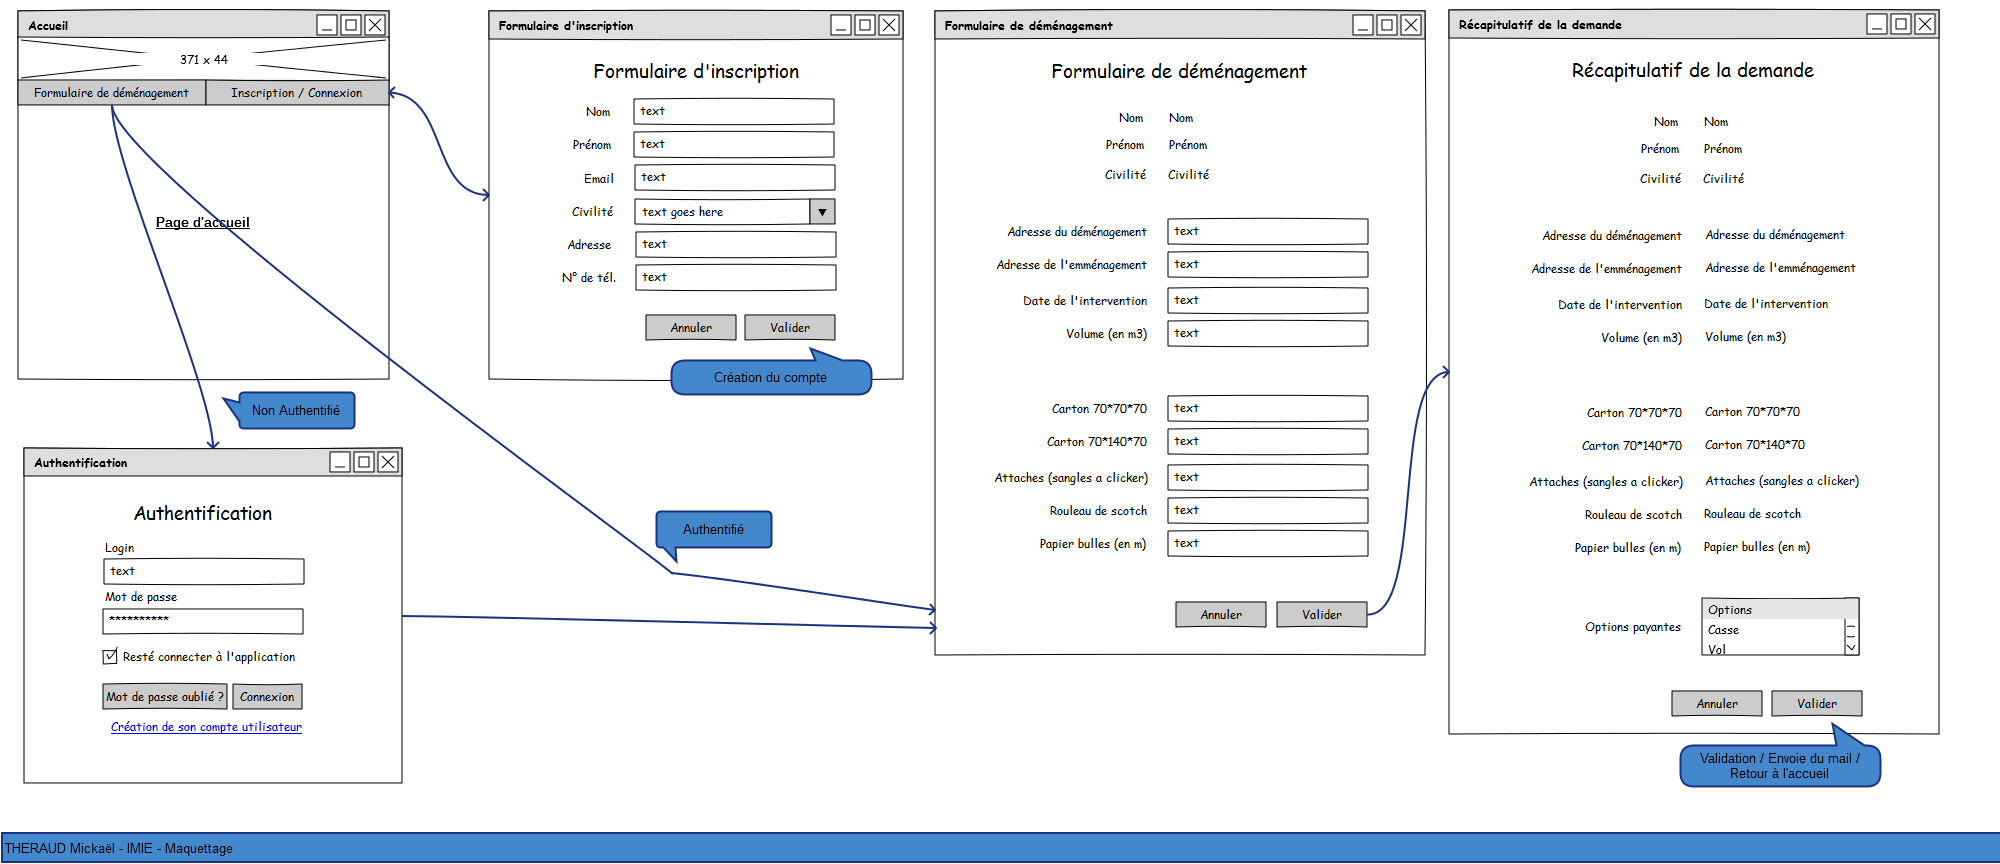 Accueil
371 x 44
Formulaire de déménagement
Inscription / Connexion
Page d'accueil
Non Authentifié
Authentification
Authentification
Login
text
Mot de passe
**********
Resté connecter à l'application
Mot de passe oublié ?
Connexion
Création de son compte utilisateur
Formulaire d'inscription
Formulaire d'inscription
Nom text
Prénom text
Email text
Civilité text goes here
Adresse text
N° de tél. text
Annuler Valider
Création du compte
Authentifié
Formulaire de déménagement
Formulaire de déménagement
Nom Nom
Prénom Prénom
Civilité Civilité
Adresse du déménagement text
Adresse de l'emménagement text
Date de l'intervention text
Volume (en m3) text
Carton 70*70*70 text
Carton 70*140*70 text
Attaches (sangles a clicker) text
Rouleau de scotch text
Papier bulles (en m) text
Annuler Valider
Récapitulatif de la demande
Récapitulatif de la demande
Nom Nom
Prénom Prénom
Civilité Civilité
Adresse du déménagement Adresse du déménagement
Adresse de l'emménagement Adresse de l'emménagement
Date de l'intervention Date de l'intervention
Volume (en m3) Volume (en m3)
Carton 70*70*70 Carton 70*70*70
Carton 70*140*70 Carton 70*140*70
Attaches (sangles a clicker) Attaches (sangles a clicker)
Rouleau de scotch Rouleau de scotch
Papier bulles (en m) Papier bulles (en m)
Options payantes
Options
Casse
Vol
Annuler Valider
Validation / Envoie du mail /
Retour à l'accueil
THERAUD Mickaël - IMIE - Maquettage